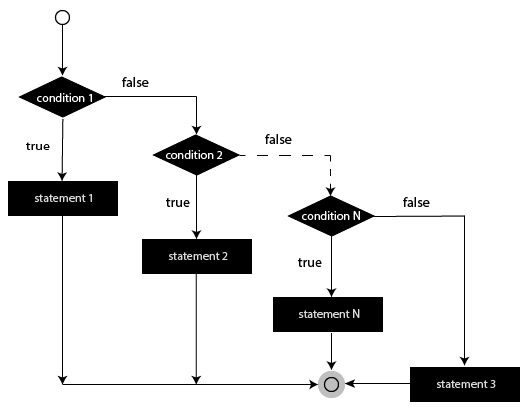 false
condition 1
false
true
condition 2
statement 1
true
false
condition N
statement 2
true
statement N
statement 3